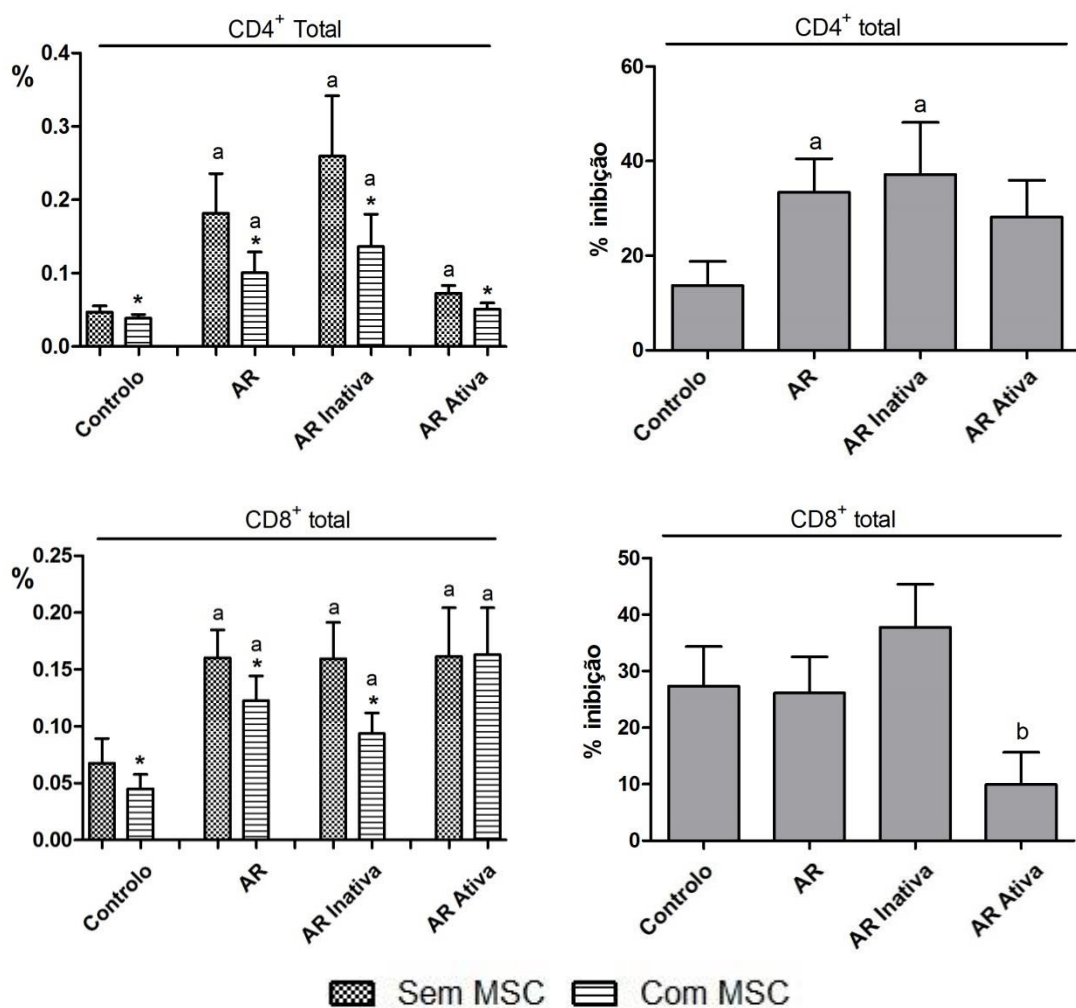 CD4+ Total
%
0.4
0.3
0.2
0.1
0.0
a
a
*
a
a
*
a
*
*
Controlo
AR
AR Inativa
AR Ativa
CD4+ total
% inibição
60
40
20
0
a
a
Controlo
AR
AR Inativa
AR Ativa
CD8+ total
%
0.25
0.20
0.15
0.10
0.05
0.00
*
a
a
*
a
a
*
a
a
Controlo
AR
AR Inativa
AR Ativa
CD8+ total
% inibição
50
40
30
20
10
0
b
Controlo
AR
AR Inativa
AR Ativa
Sem MSC
Com MSC